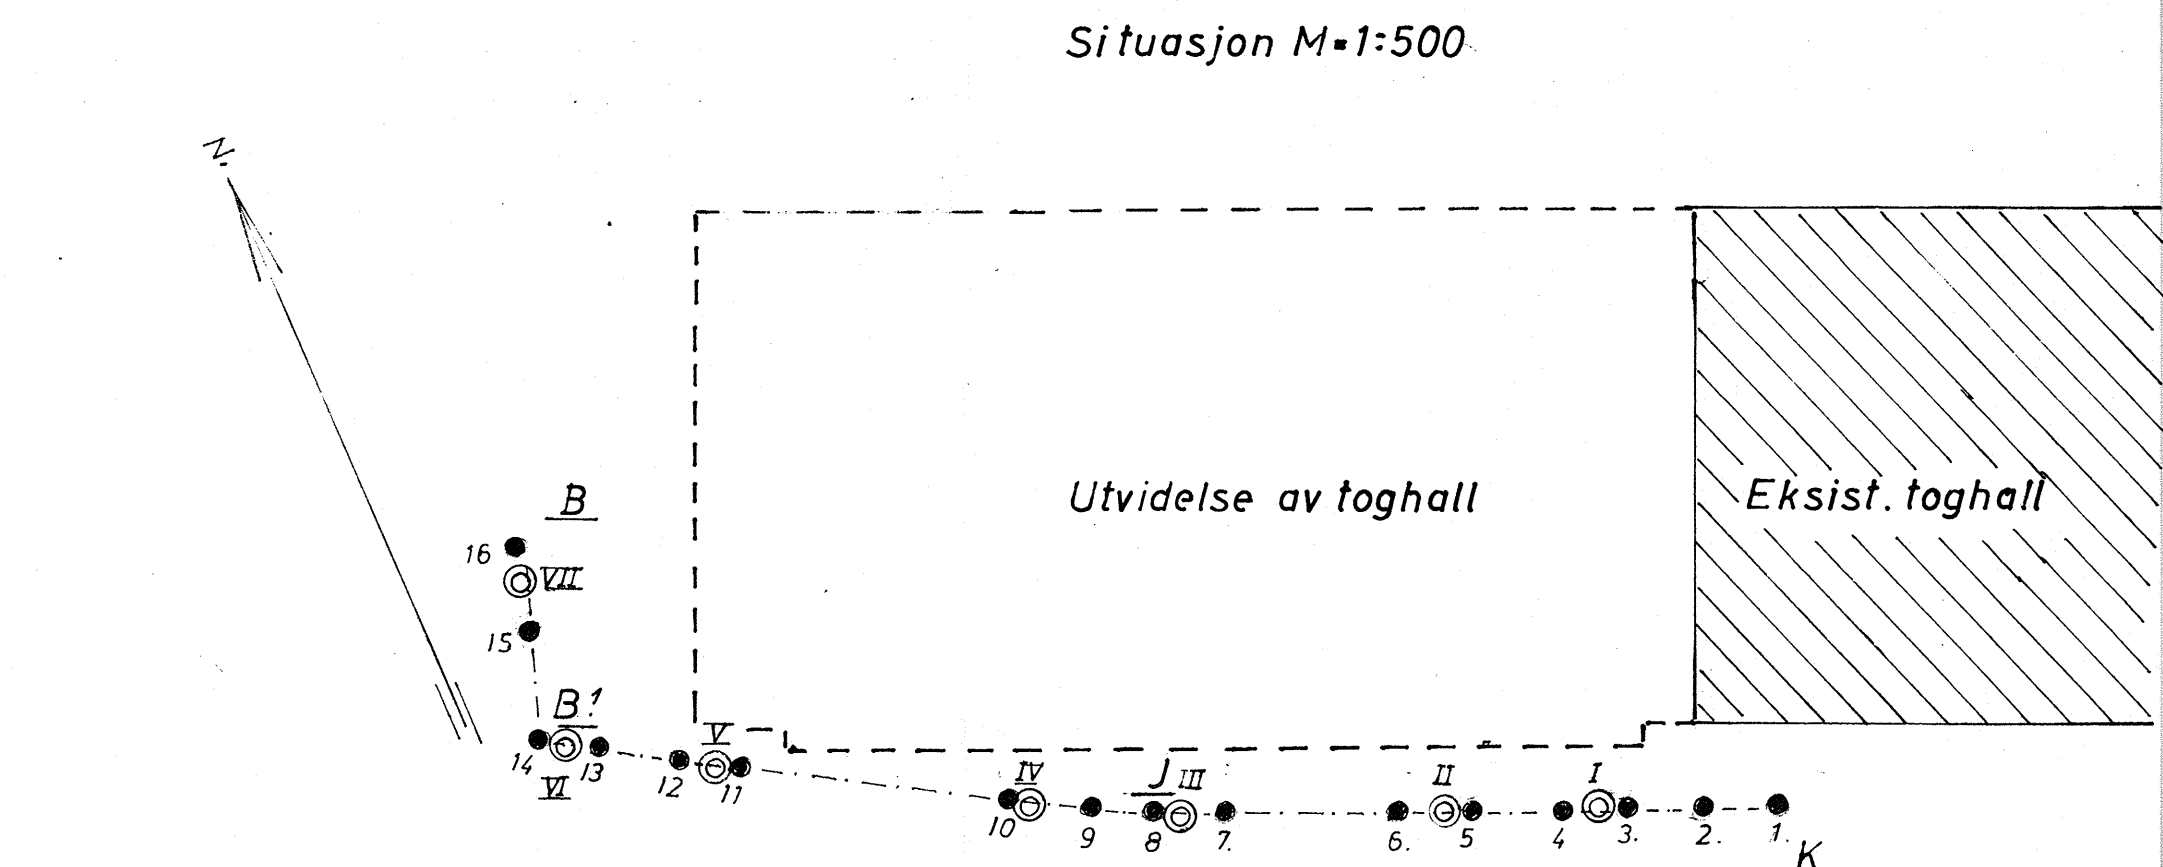 Situasjon M=1:500
N.
Utvidelse av toghall
Eksist. toghall
B
16
VII
15
B!
V
14
13
VI
12
11
IV
J III
II
I
10
9
8
7.
6.
5
4
3.
2.
1.
K